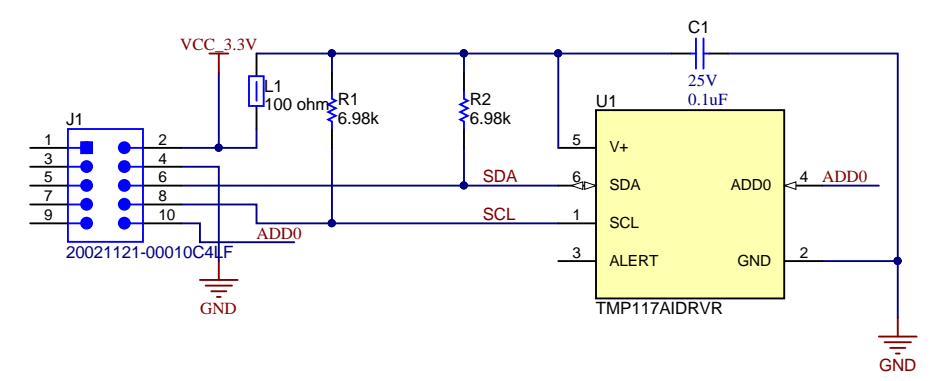 C1
VCC_3.3V
25V
0.1uF
L1
100 ohm
R1
6.98k
R2
6.98k
U1
J1
1 2
3 4
5 6
7 8
9 10
SDA
SCL
ADD0
20021121-00010C4LF
GND
5 V+
6 SDA ADD0 4 ADD0
1 SCL
3 ALERT GND 2
TMP117AIDRVR
GND